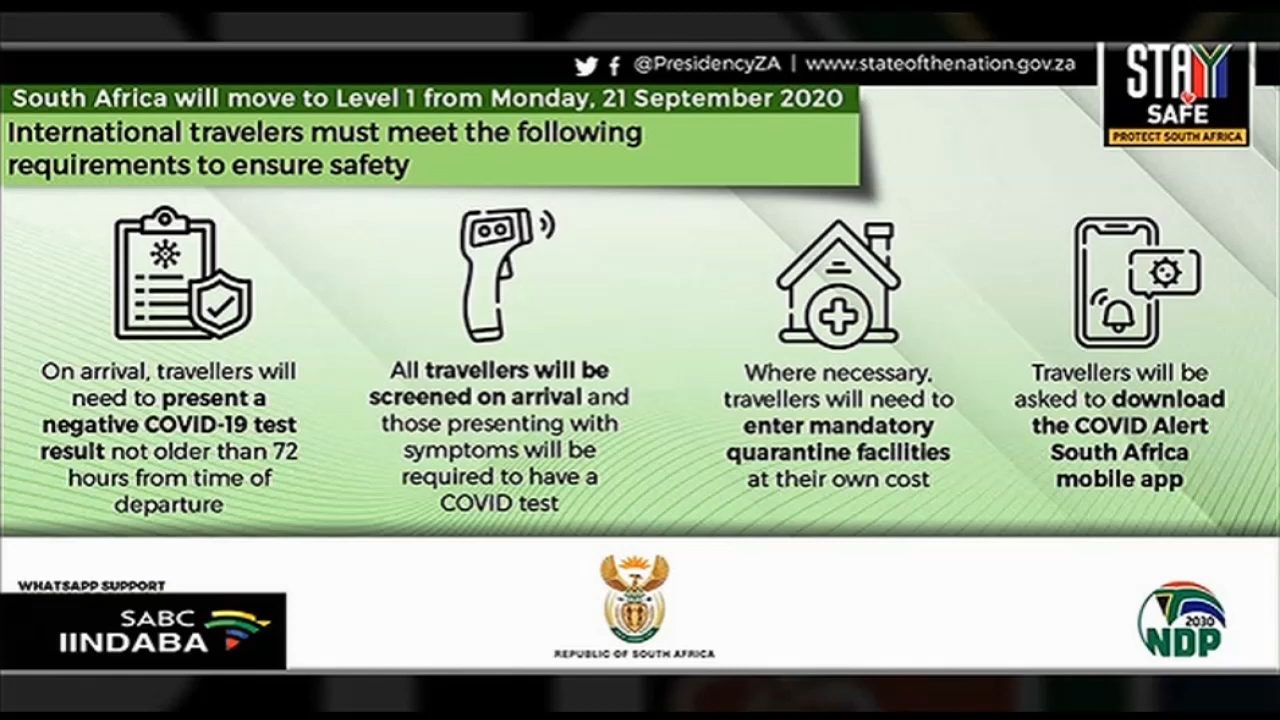 @PresidencyZA | www.stateofthenation.gov.za
STAY
SAFE
PROTECT SOUTH AFRICA
South Africa will move to Level 1 from Monday, 21 September 2020
International travelers must meet the following
requirements to ensure safety
On arrival, travellers will
need to present a
negative COVID-19 test
result not older than 72
hours from time of
departure
All travellers will be
screened on arrival and
those presenting with
symptoms will be
required to have a
COVID test
Where necessary,
travellers will need to
enter mandatory
quarantine facilities
at their own cost
Travellers will be
asked to download
the COVID Alert
South Africa
mobile app
WHATSAPP SUPPORT
SABC
IINDABA
REPUBLIC OF SOUTH AFRICA
2030
NDP